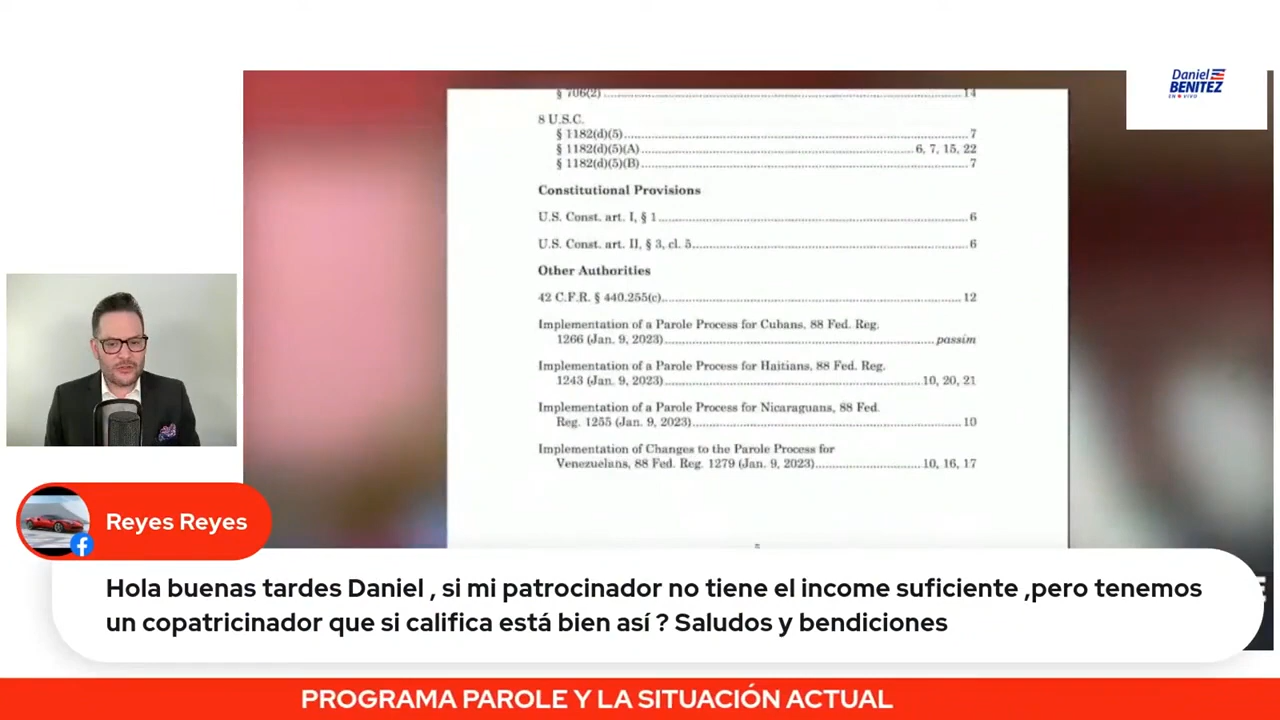 § 706(2) 14
8 U.S.C.
§ 1182(d)(5) 7
§ 1182(d)(5)(A) 6, 7, 15, 22
§ 1182(d)(5)(B) 7
Constitutional Provisions
U.S. Const. art. I, § 1 6
U.S. Const. art. II, § 3, cl. 5 6
Other Authorities
42 C.F.R. § 440.255(c) 12
Implementation of a Parole Process for Cubans, 88 Fed. Reg.
1266 (Jan. 9, 2023) passim
Implementation of a Parole Process for Haitians, 88 Fed. Reg.
1243 (Jan. 9, 2023) 10, 20, 21
Implementation of a Parole Process for Nicaraguans, 88 Fed.
Reg. 1255 (Jan. 9, 2023) 10
Implementation of Changes to the Parole Process for
Venezuelans, 88 Fed. Reg. 1279 (Jan. 9, 2023) 10, 16, 17
Daniel
BENITEZ
EN VIVO
Reyes Reyes
Hola buenas tardes Daniel , si mi patrocinador no tiene el income suficiente ,pero tenemos
un copatricinador que si califica está bien así ? Saludos y bendiciones
PROGRAMA PAROLE Y LA SITUACIÓN ACTUAL